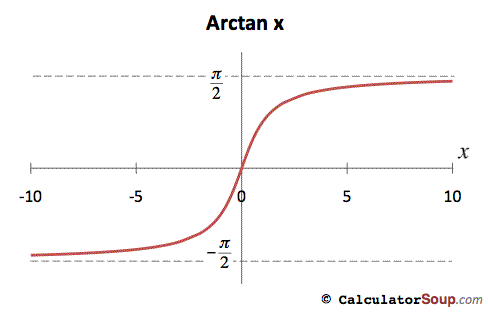 Arctan x
π
2
x
-10 -5 0 5 10
-π
2
© CalculatorSoup.com